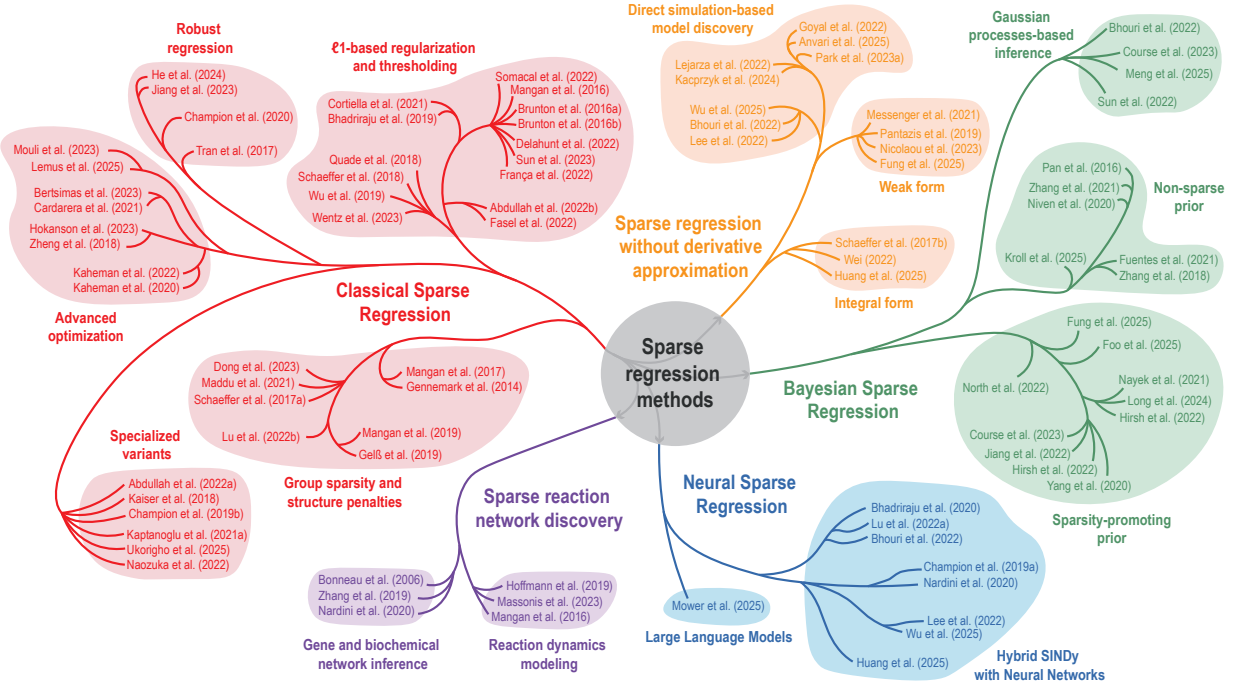 Robust
regression
He et al. (2024)
Jiang et al. (2023)
Champion et al. (2020)
Tran et al. (2017)
ℓ1-based regularization
and thresholding
Somacal et al. (2022)
Mangan et al. (2016)
Cortiella et al. (2021)
Bhadriraju et al. (2019)
Brunton et al. (2016a)
Brunton et al. (2016b)
Delahunt et al. (2022)
Sun et al. (2023)
França et al. (2022)
Quade et al. (2018)
Schaeffer et al. (2018)
Wu et al. (2019)
Wentz et al. (2023)
Abdullah et al. (2022b)
Fasel et al. (2022)
Mouli et al. (2023)
Lemus et al. (2025)
Bertsimas et al. (2023)
Cardarera et al. (2021)
Hokanson et al. (2023)
Zheng et al. (2018)
Kaheman et al. (2022)
Kaheman et al. (2020)
Advanced
optimization
Classical Sparse
Regression
Dong et al. (2023)
Maddu et al. (2021)
Schaeffer et al. (2017a)
Mangan et al. (2017)
Gennemark et al. (2014)
Lu et al. (2022b)
Mangan et al. (2019)
Gelß et al. (2019)
Group sparsity and
structure penalties
Specialized
variants
Abdullah et al. (2022a)
Kaiser et al. (2018)
Champion et al. (2019b)
Kaptanoglu et al. (2021a)
Ukorigho et al. (2025)
Naozuka et al. (2022)
Direct simulation-based
model discovery
Goyal et al. (2022)
Anvari et al. (2025)
Park et al. (2023a)
Lejarza et al. (2022)
Kacprzyk et al. (2024)
Wu et al. (2025)
Bhouri et al. (2022)
Lee et al. (2022)
Messenger et al. (2021)
Pantazis et al. (2019)
Nicolaou et al. (2023)
Fung et al. (2025)
Weak form
Sparse regression
without derivative
approximation
Schaeffer et al. (2017b)
Wei (2022)
Huang et al. (2025)
Integral form
Sparse
regression
methods
Gaussian
processes-based
inference
Bhouri et al. (2022)
Course et al. (2023)
Meng et al. (2025)
Sun et al. (2022)
Pan et al. (2016)
Zhang et al. (2021)
Niven et al. (2020)
Non-sparse
prior
Kroll et al. (2025)
Fuentes et al. (2021)
Zhang et al. (2018)
Bayesian Sparse
Regression
Fung et al. (2025)
Foo et al. (2025)
North et al. (2022)
Nayek et al. (2021)
Long et al. (2024)
Hirsh et al. (2022)
Course et al. (2023)
Jiang et al. (2022)
Hirsh et al. (2022)
Yang et al. (2020)
Sparsity-promoting
prior
Sparse reaction
network discovery
Bonneau et al. (2006)
Zhang et al. (2019)
Nardini et al. (2020)
Gene and biochemical
network inference
Hoffmann et al. (2019)
Massonis et al. (2023)
Mangan et al. (2016)
Reaction dynamics
modeling
Neural Sparse
Regression
Mower et al. (2025)
Large Language Models
Bhadriraju et al. (2020)
Lu et al. (2022a)
Bhouri et al. (2022)
Champion et al. (2019a)
Nardini et al. (2020)
Lee et al. (2022)
Wu et al. (2025)
Huang et al. (2025)
Hybrid SINDy
with Neural Networks